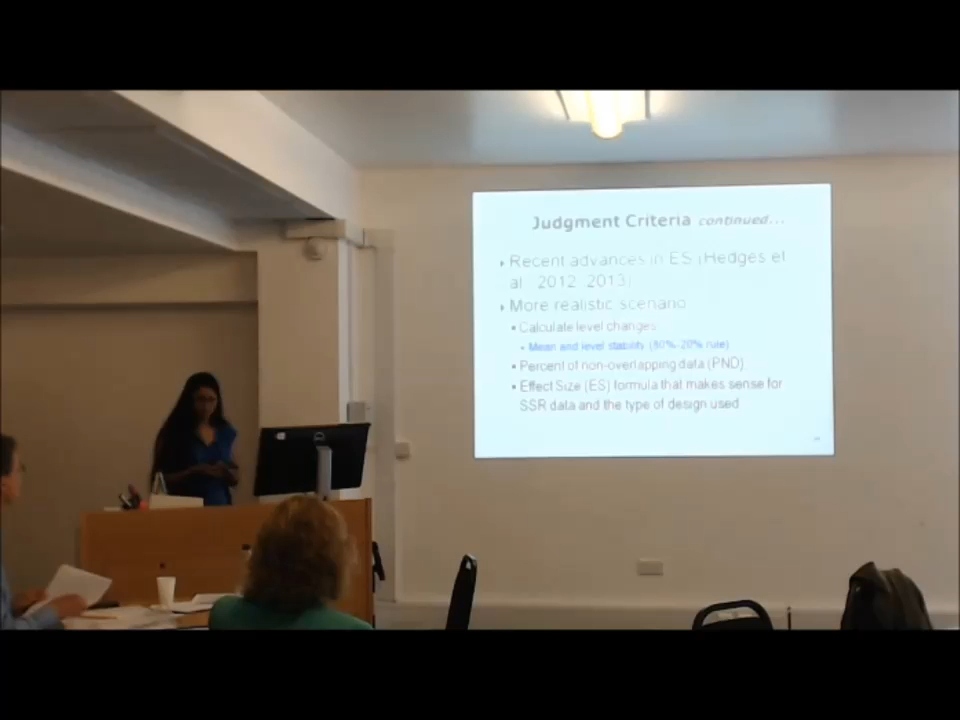 Judgment Criteria continued...
Recent advances in ES (Hedges et
al 2012 2013)
More realistic scenario
Calculate level changes
Mean and level stability (80%-20% rule)
Percent of non-overlapping data (PND)
Effect Size (ES) formula that makes sense for
SSR data and the type of design used